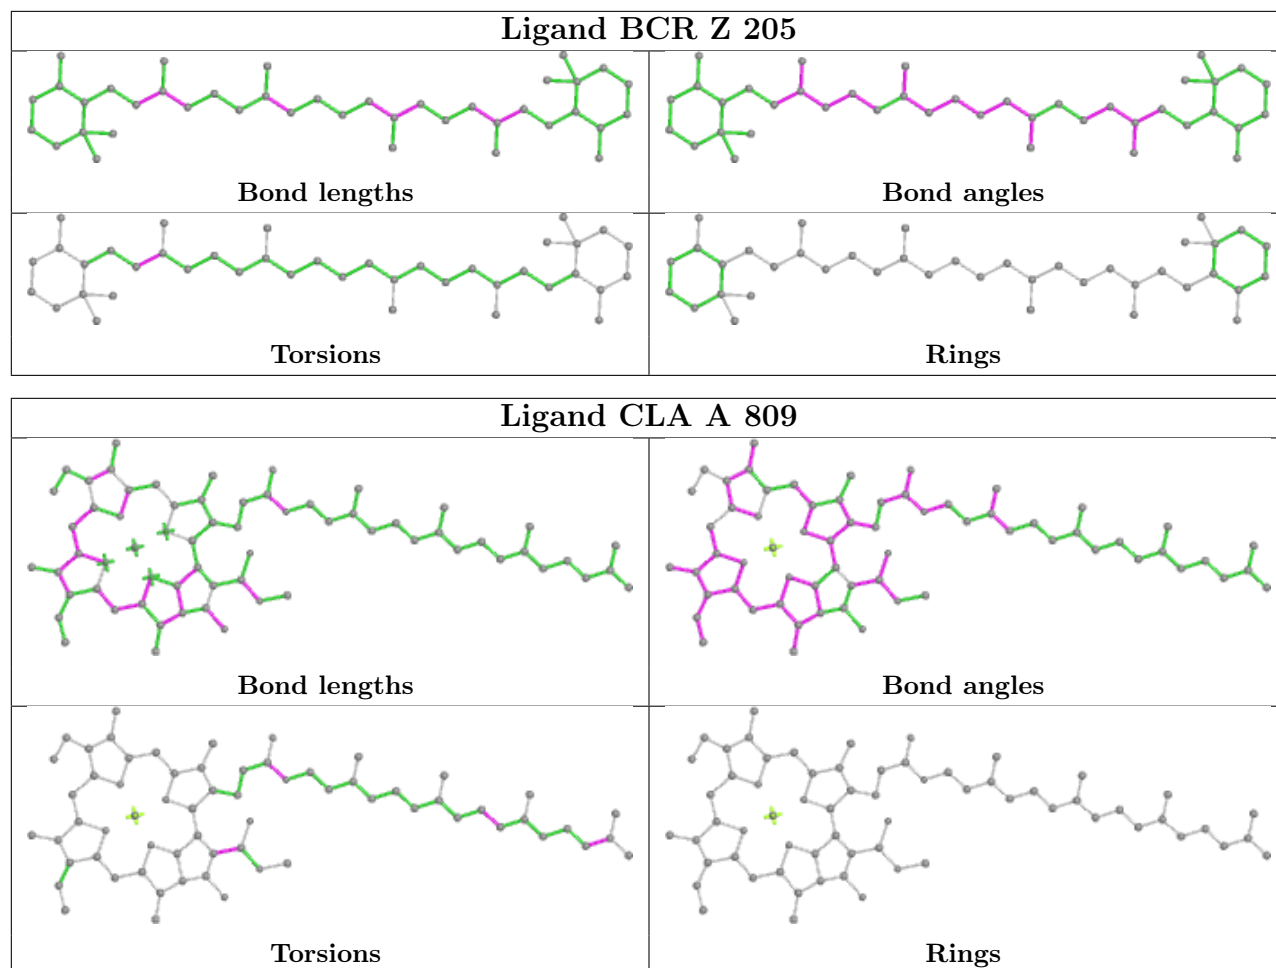 Ligand BCR Z 205
Bond lengths
Bond angles
Torsions
Rings
Ligand CLA A 809
Bond lengths
Bond angles
Torsions
Rings